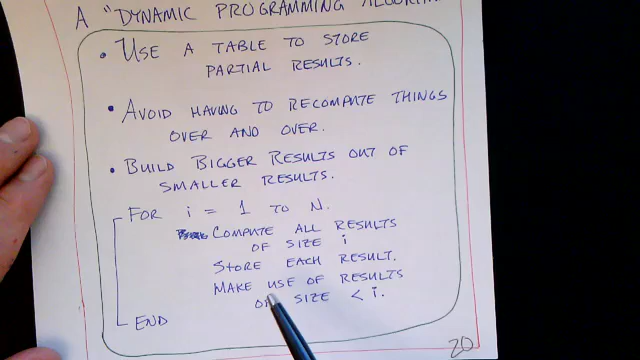 A "DYNAMIC PROGRAMMING
• USE A TABLE TO STORE
PARTIAL RESULTS.
• AVOID HAVING TO RECOMPUTE THINGS
OVER AND OVER.
• BUILD BIGGER RESULTS OUT OF
SMALLER RESULTS.
FOR i = 1 TO N.
COMPUTE ALL RESULTS
OF SIZE i
STORE EACH RESULT.
MAKE USE OF RESULTS
OF SIZE < i.
END
20